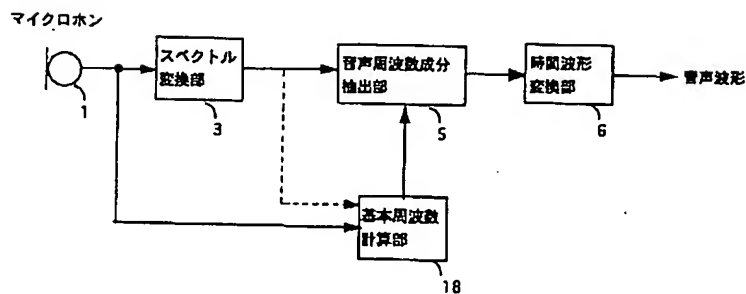 マイクロホン
スペクトル
変換部
音声周波数成分
抽出部
時間波形
変換部
音声波形
1
3
5
6
基本周波数
計算部
18